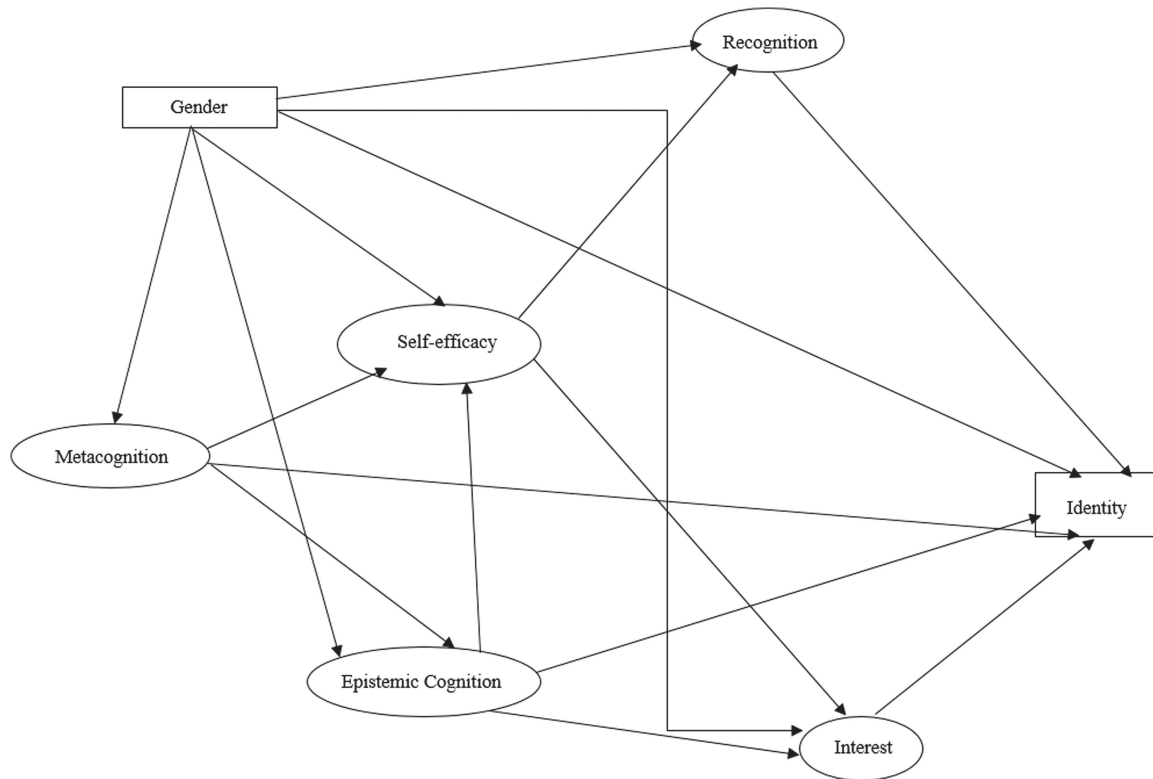 Recognition
Gender
Self-efficacy
Metacognition
Identity
Epistemic Cognition
Interest